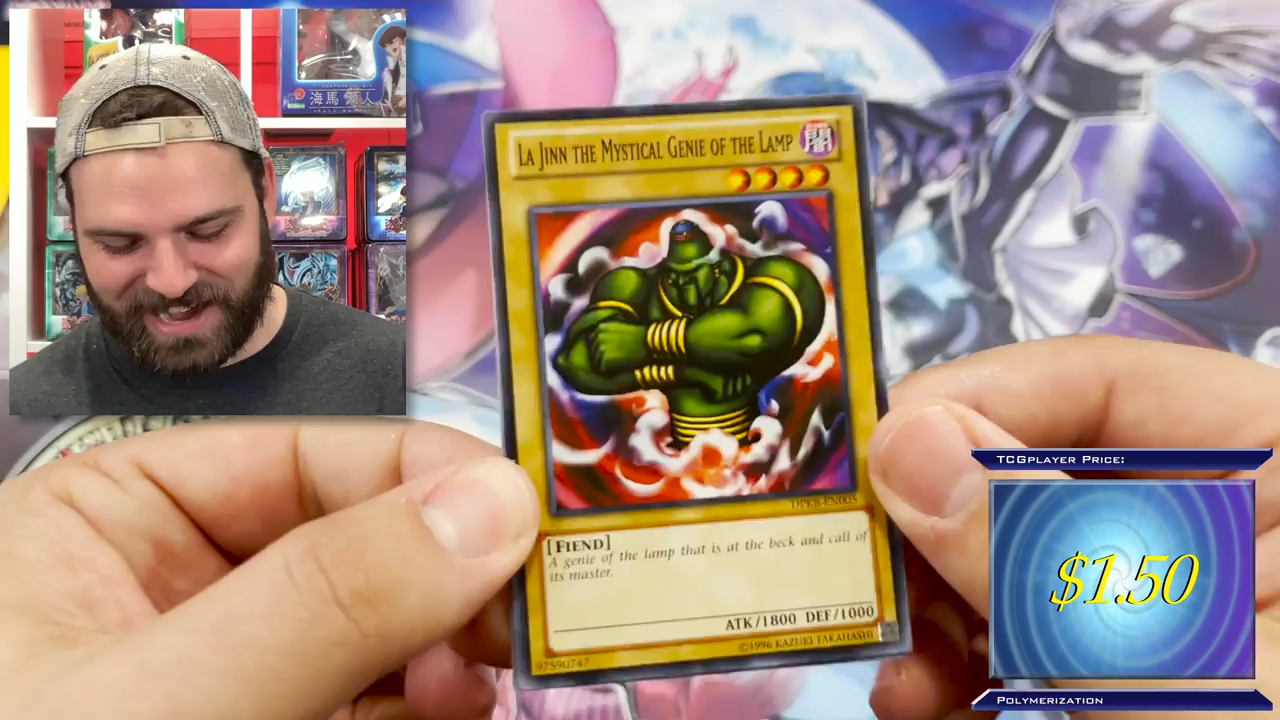 海馬瀬人
LA JINN THE MYSTICAL GENIE OF THE LAMP
闇
DPKB-EN005
[FIEND]
A genie of the lamp that is at the beck and call of
its master.
ATK/1800 DEF/1000
97590747
©1996 KAZUKI TAKAHASHI
TCGPLAYER PRICE:
$1.50
POLYMERIZATION